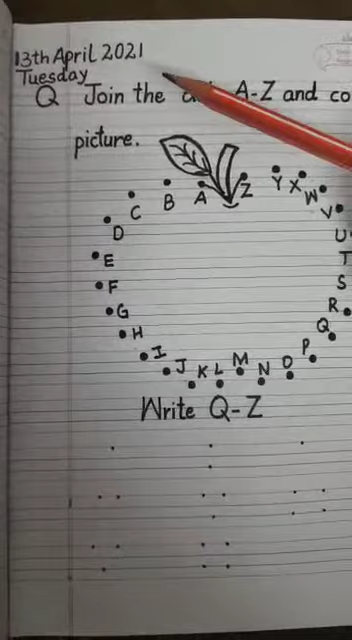 13th April 2021
Tuesday
Q Join the A-Z and co
picture.
A
B
C
D
E
F
G
H
I
J
K
L
M
N
O
P
Q
R
S
T
U
V
W
X
Y
Z
Write Q-Z